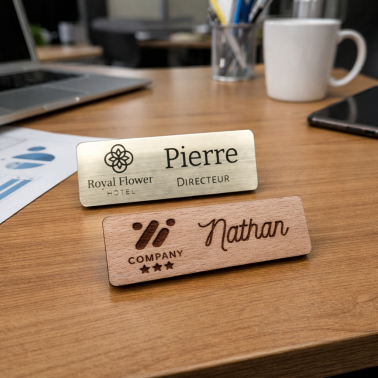 Royal Flower
HOTEL
Pierre
DIRECTEUR
COMPANY
Nathan